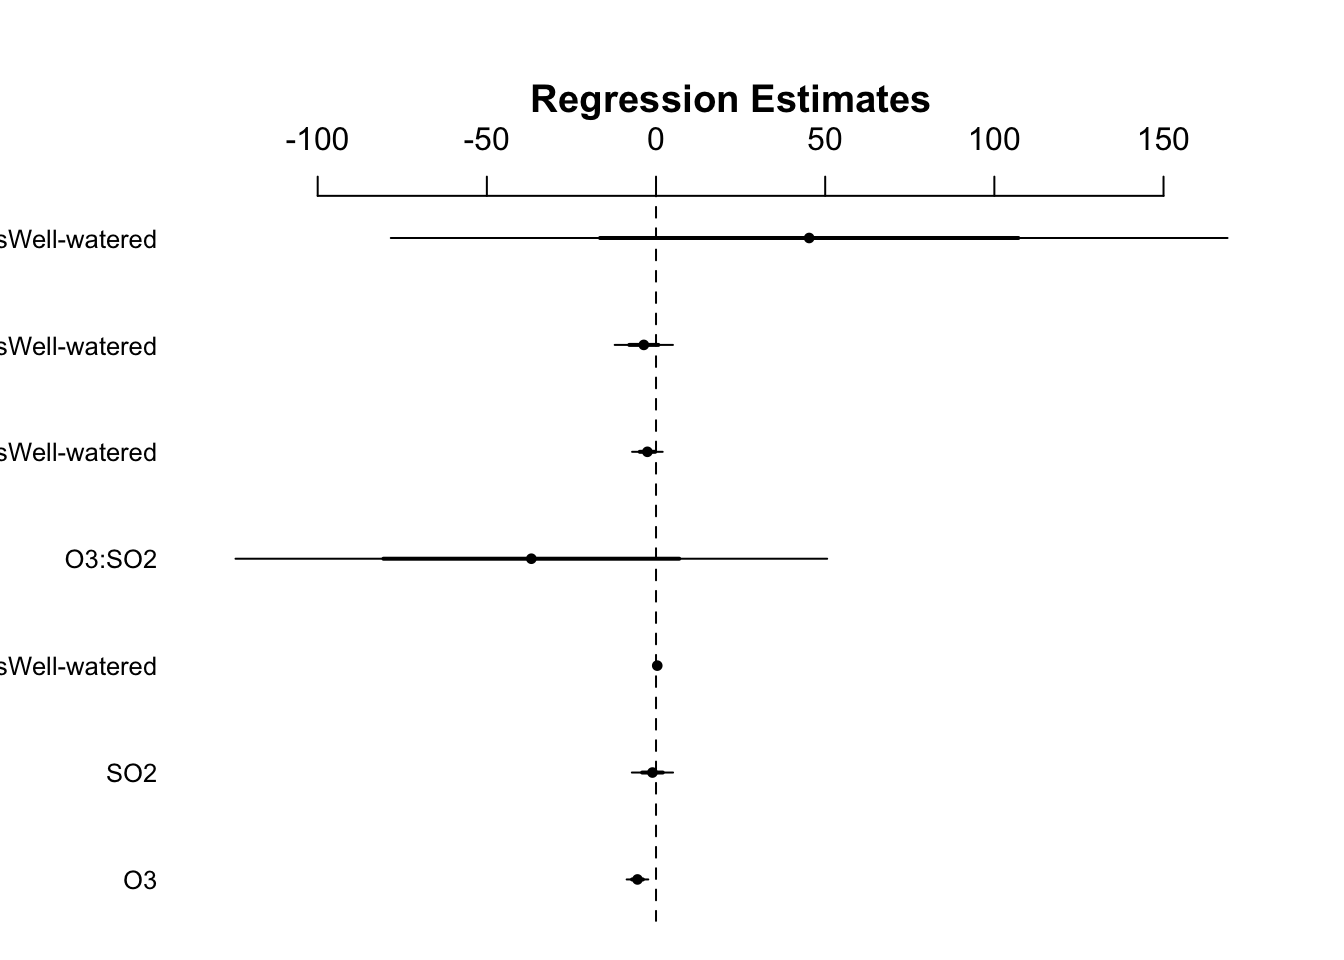 Regression Estimates
-100 -50 0 50 100 150
sWell-watered
sWell-watered
sWell-watered
O3:SO2
sWell-watered
SO2
O3